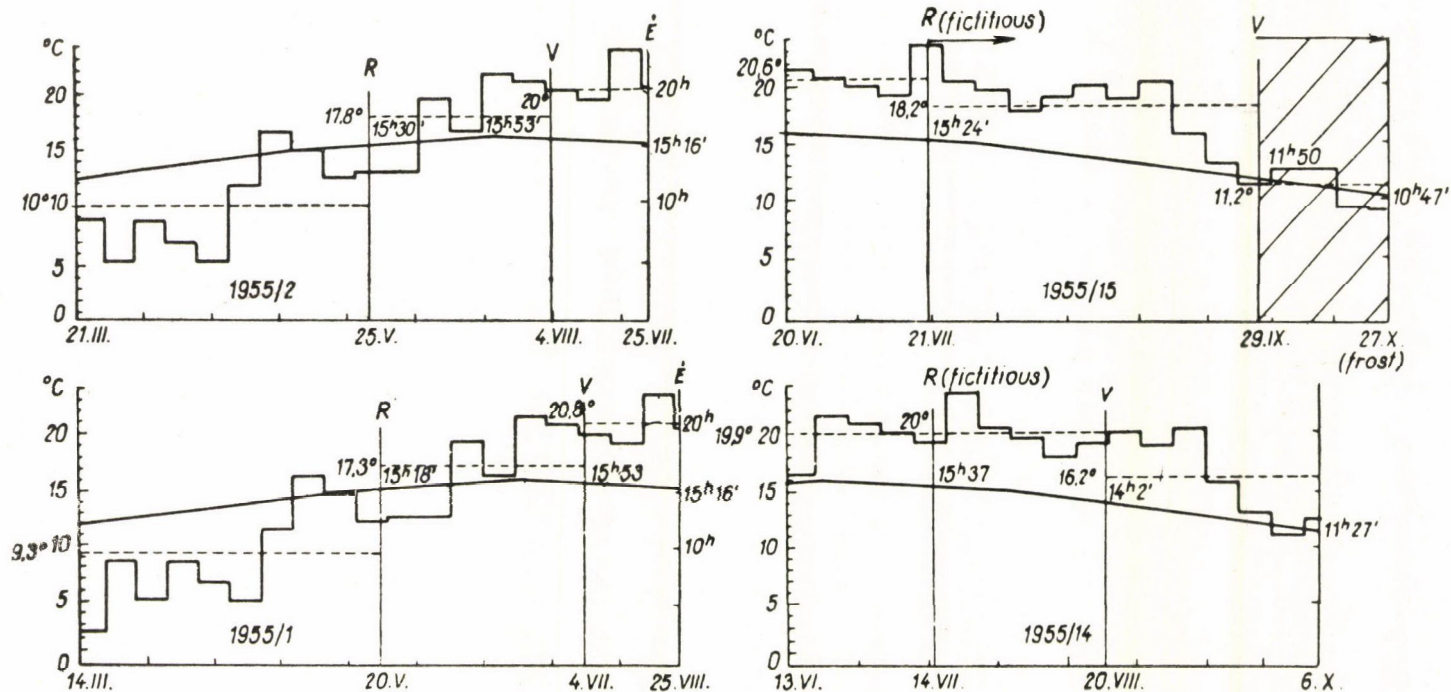 °C
20
15
10°10
5
0
R
17.8°
15ʰ30'
15ʰ53'
V
20°
É
20ʰ
15ʰ16'
10ʰ
1955/2
21.III.
25.V.
4.VIII.
25.VII.
°C
20,6°
20
15
10
5
0
R (fictitious)
18,2°
15ʰ24'
V
11ʰ50
11,2°
10ʰ47'
1955/15
20.VI.
21.VII.
29.IX.
27.X.
(frost)
°C
20
15
9,3° 10
5
0
R
17,3°
15ʰ18'
V
20,8°
15ʰ53
É
20ʰ
15ʰ16'
10ʰ
1955/1
14.III.
20.V.
4.VII.
25.VIII.
°C
19,9°
20
15
10
5
0
R (fictitious)
20°
15ʰ37
V
16.2°
14ʰ2'
11ʰ27'
1955/14
13.VI.
14.VII.
20.VIII.
6.X.